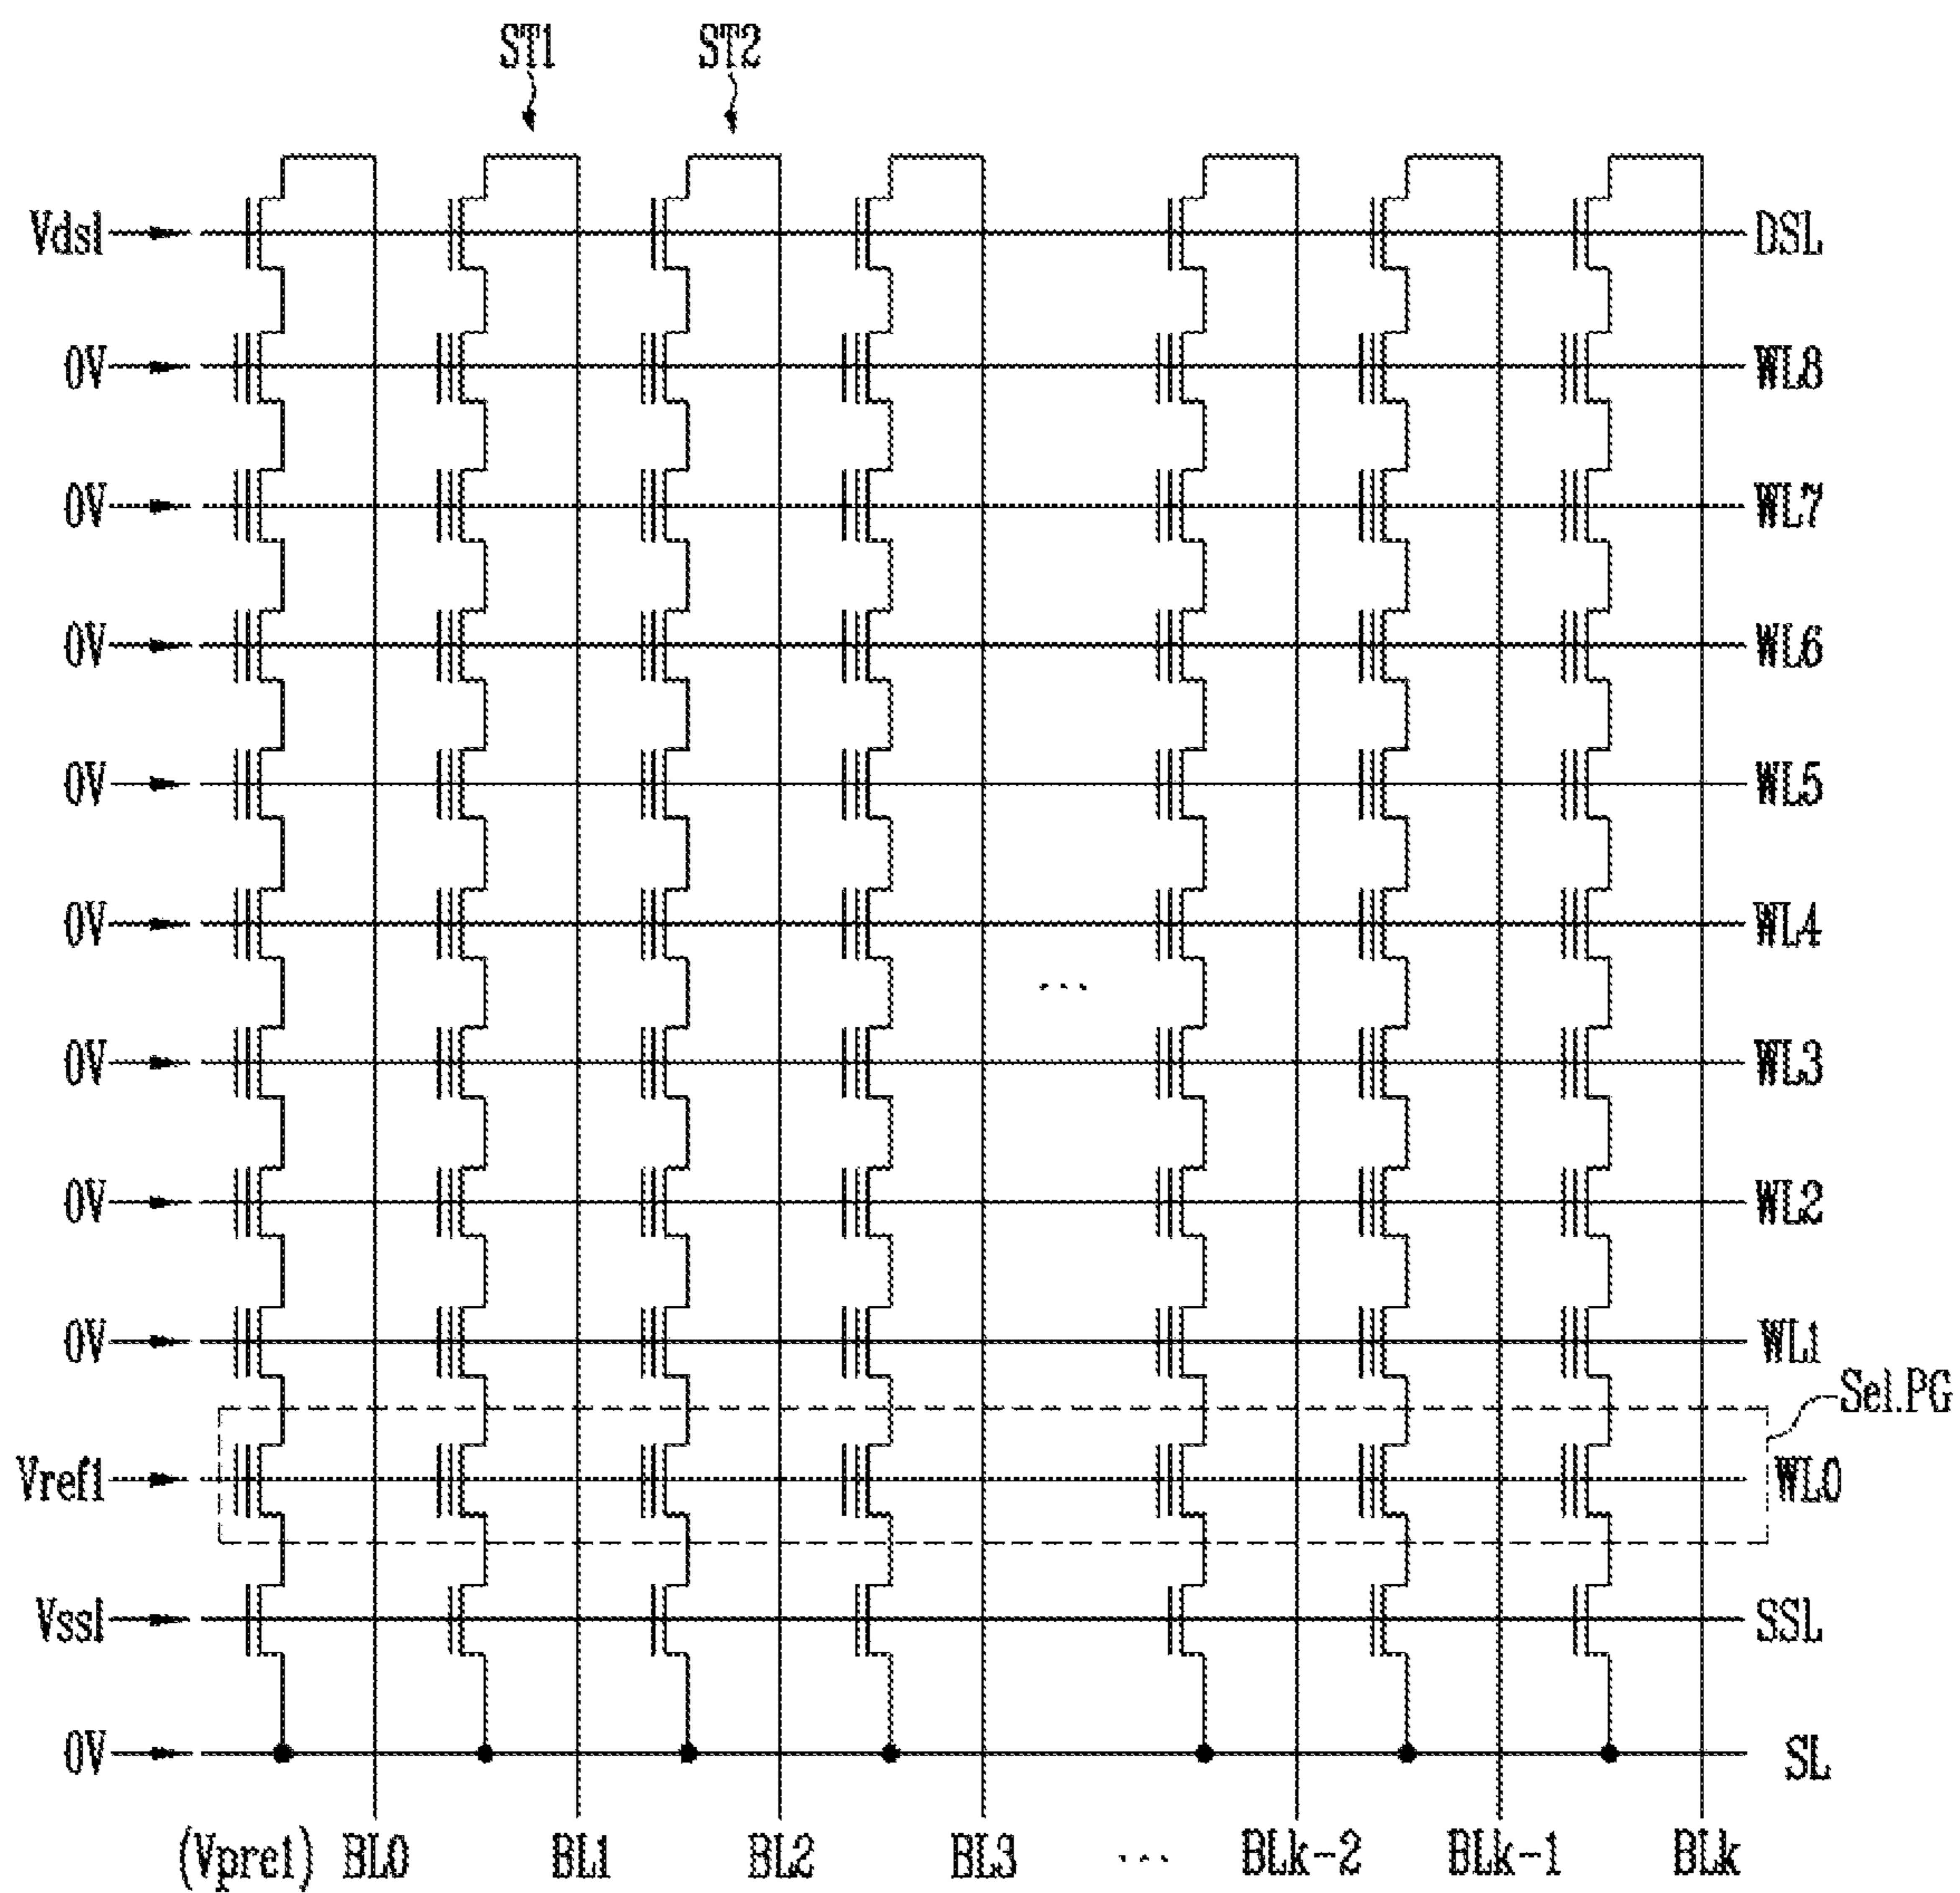 ST1 ST2
Vdsl DSL
0V WL8
0V WL7
0V WL6
0V WL5
0V WL4
...
0V WL3
0V WL2
0V WL1
Sel.PG
Vref1 WL0
Vssl SSL
0V SL
(Vpre1) BL0 BL1 BL2 BL3 ... BLk-2 BLk-1 BLk